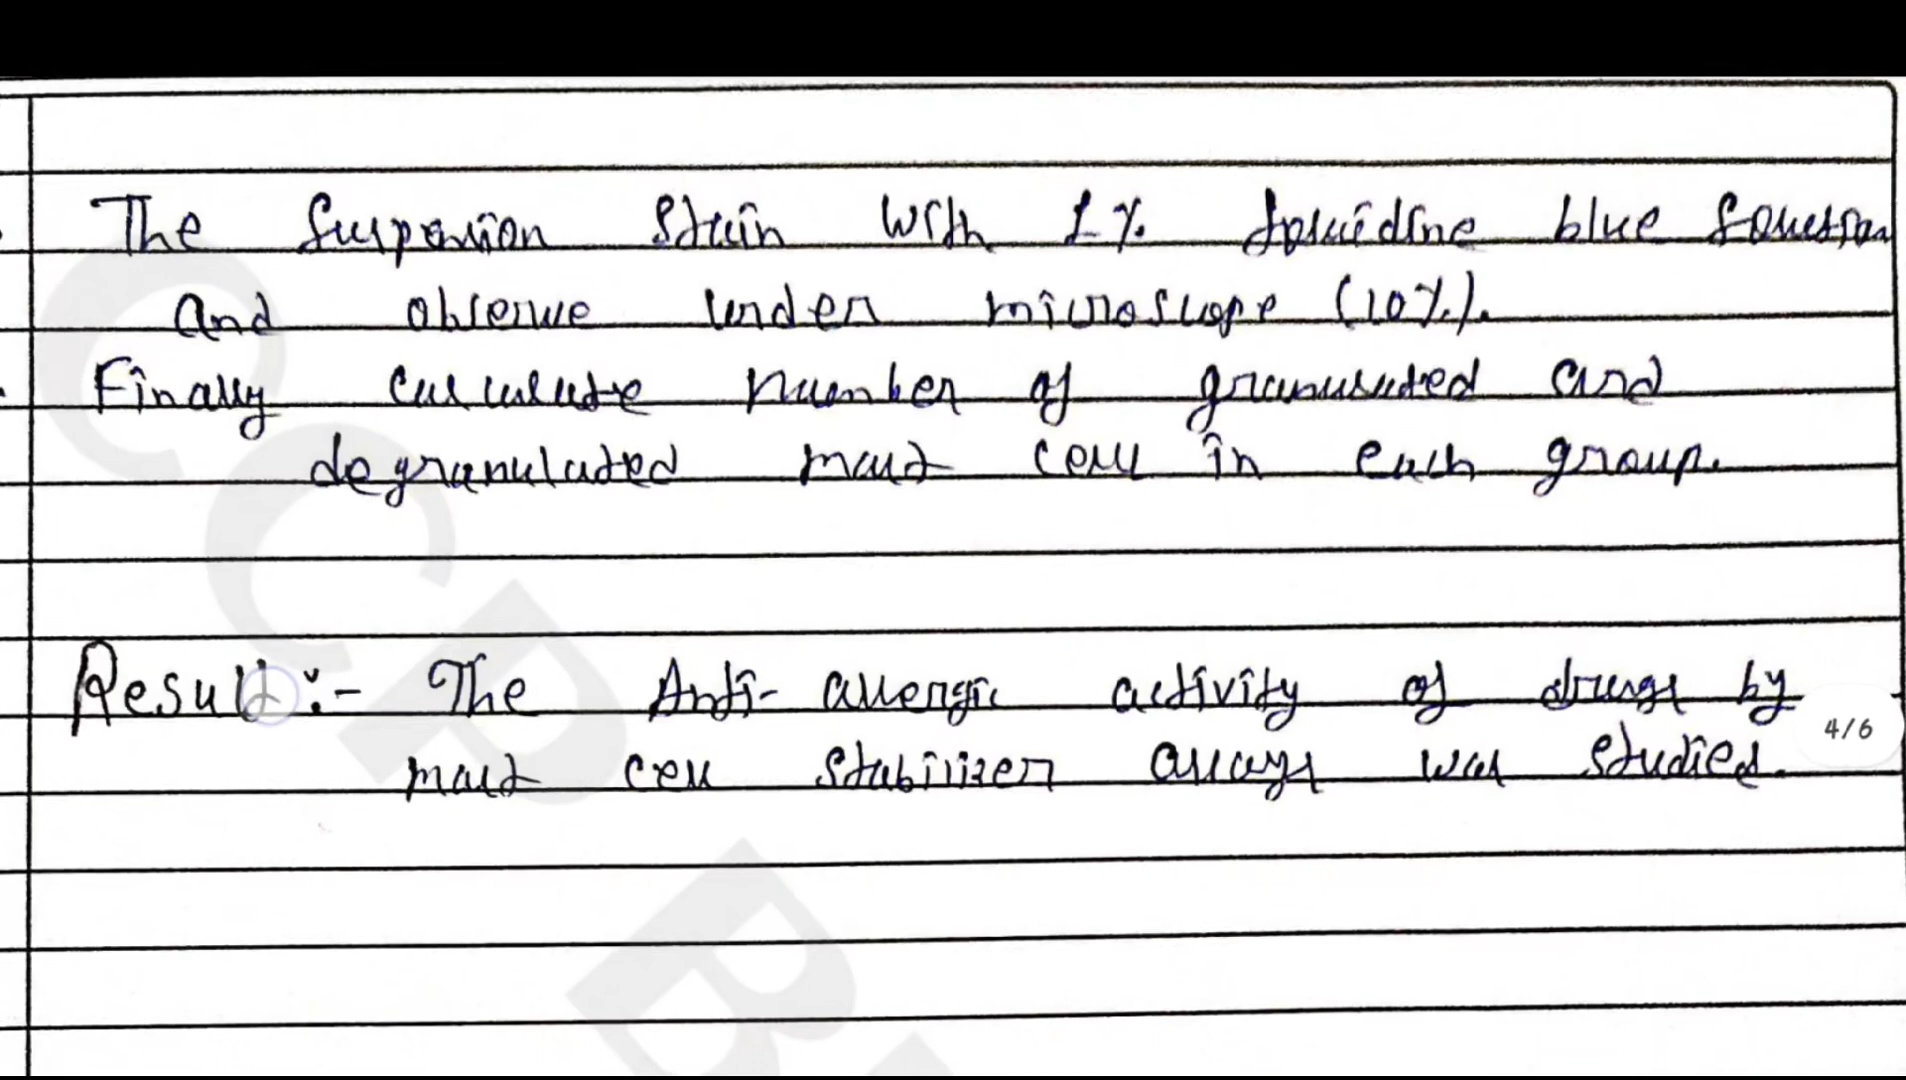 The Suspension Stain with 1% toluidine blue solution
and observe under microscope (10%).
Finally calculate number of granulated and
degranulated mast cell in each group.
Result:- The Anti-allergic activity of drugs by
mast cell stabilizer assays was studied.
4/6
CCP B